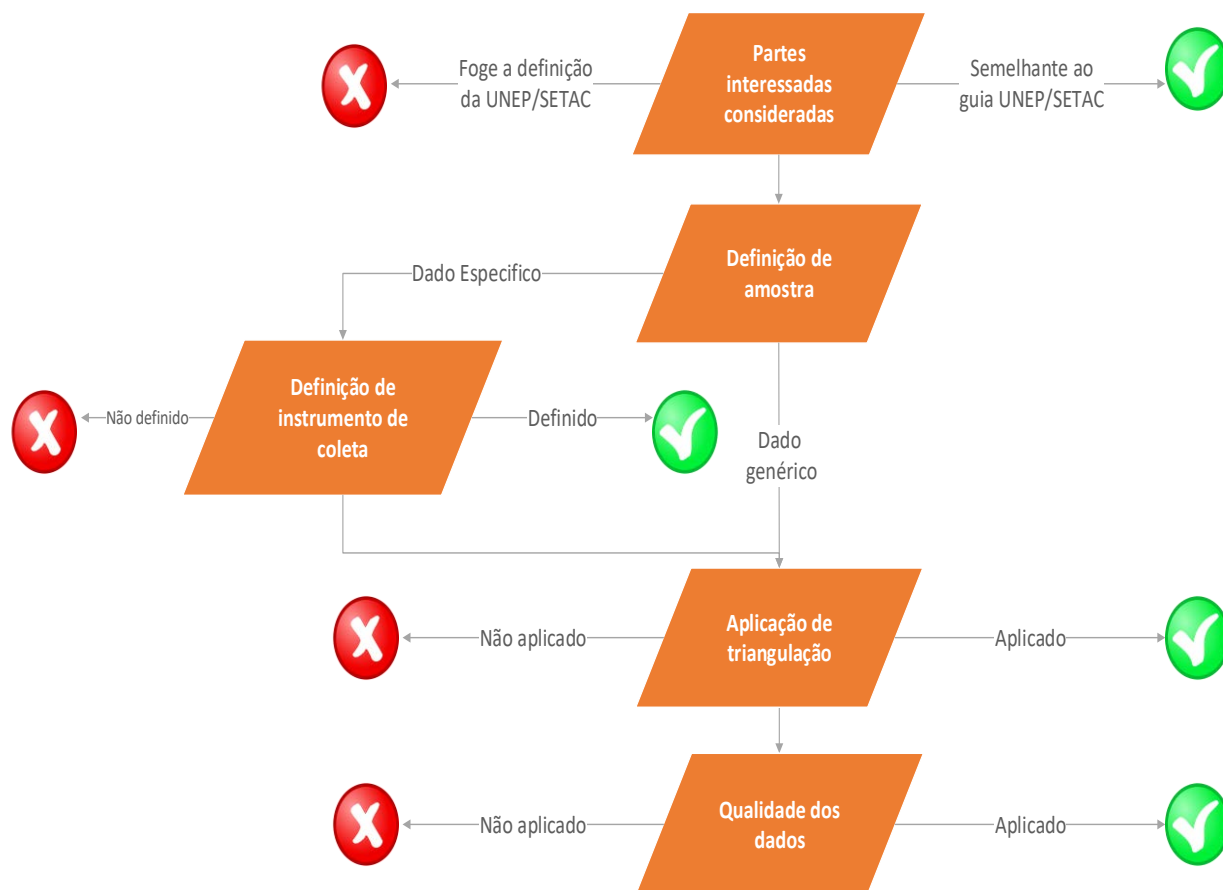 Partes
interessadas
consideradas
Foge a definição
da UNEP/SETAC
Semelhante ao
guia UNEP/SETAC
Definição de
amostra
Dado Especifico
Definição de
instrumento de
coleta
Não definido
Definido
Dado
genérico
Aplicação de
triangulação
Não aplicado
Aplicado
Qualidade dos
dados
Não aplicado
Aplicado